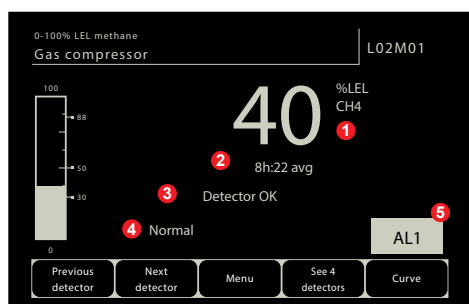 0-100% LEL methane
Gas compressor
L02M01
100
88
50
30
0
40
%LEL
CH4
1
2
8h:22 avg
3
Detector OK
4
Normal
5
AL1
Previous detector
Next detector
Menu
See 4 detectors
Curve